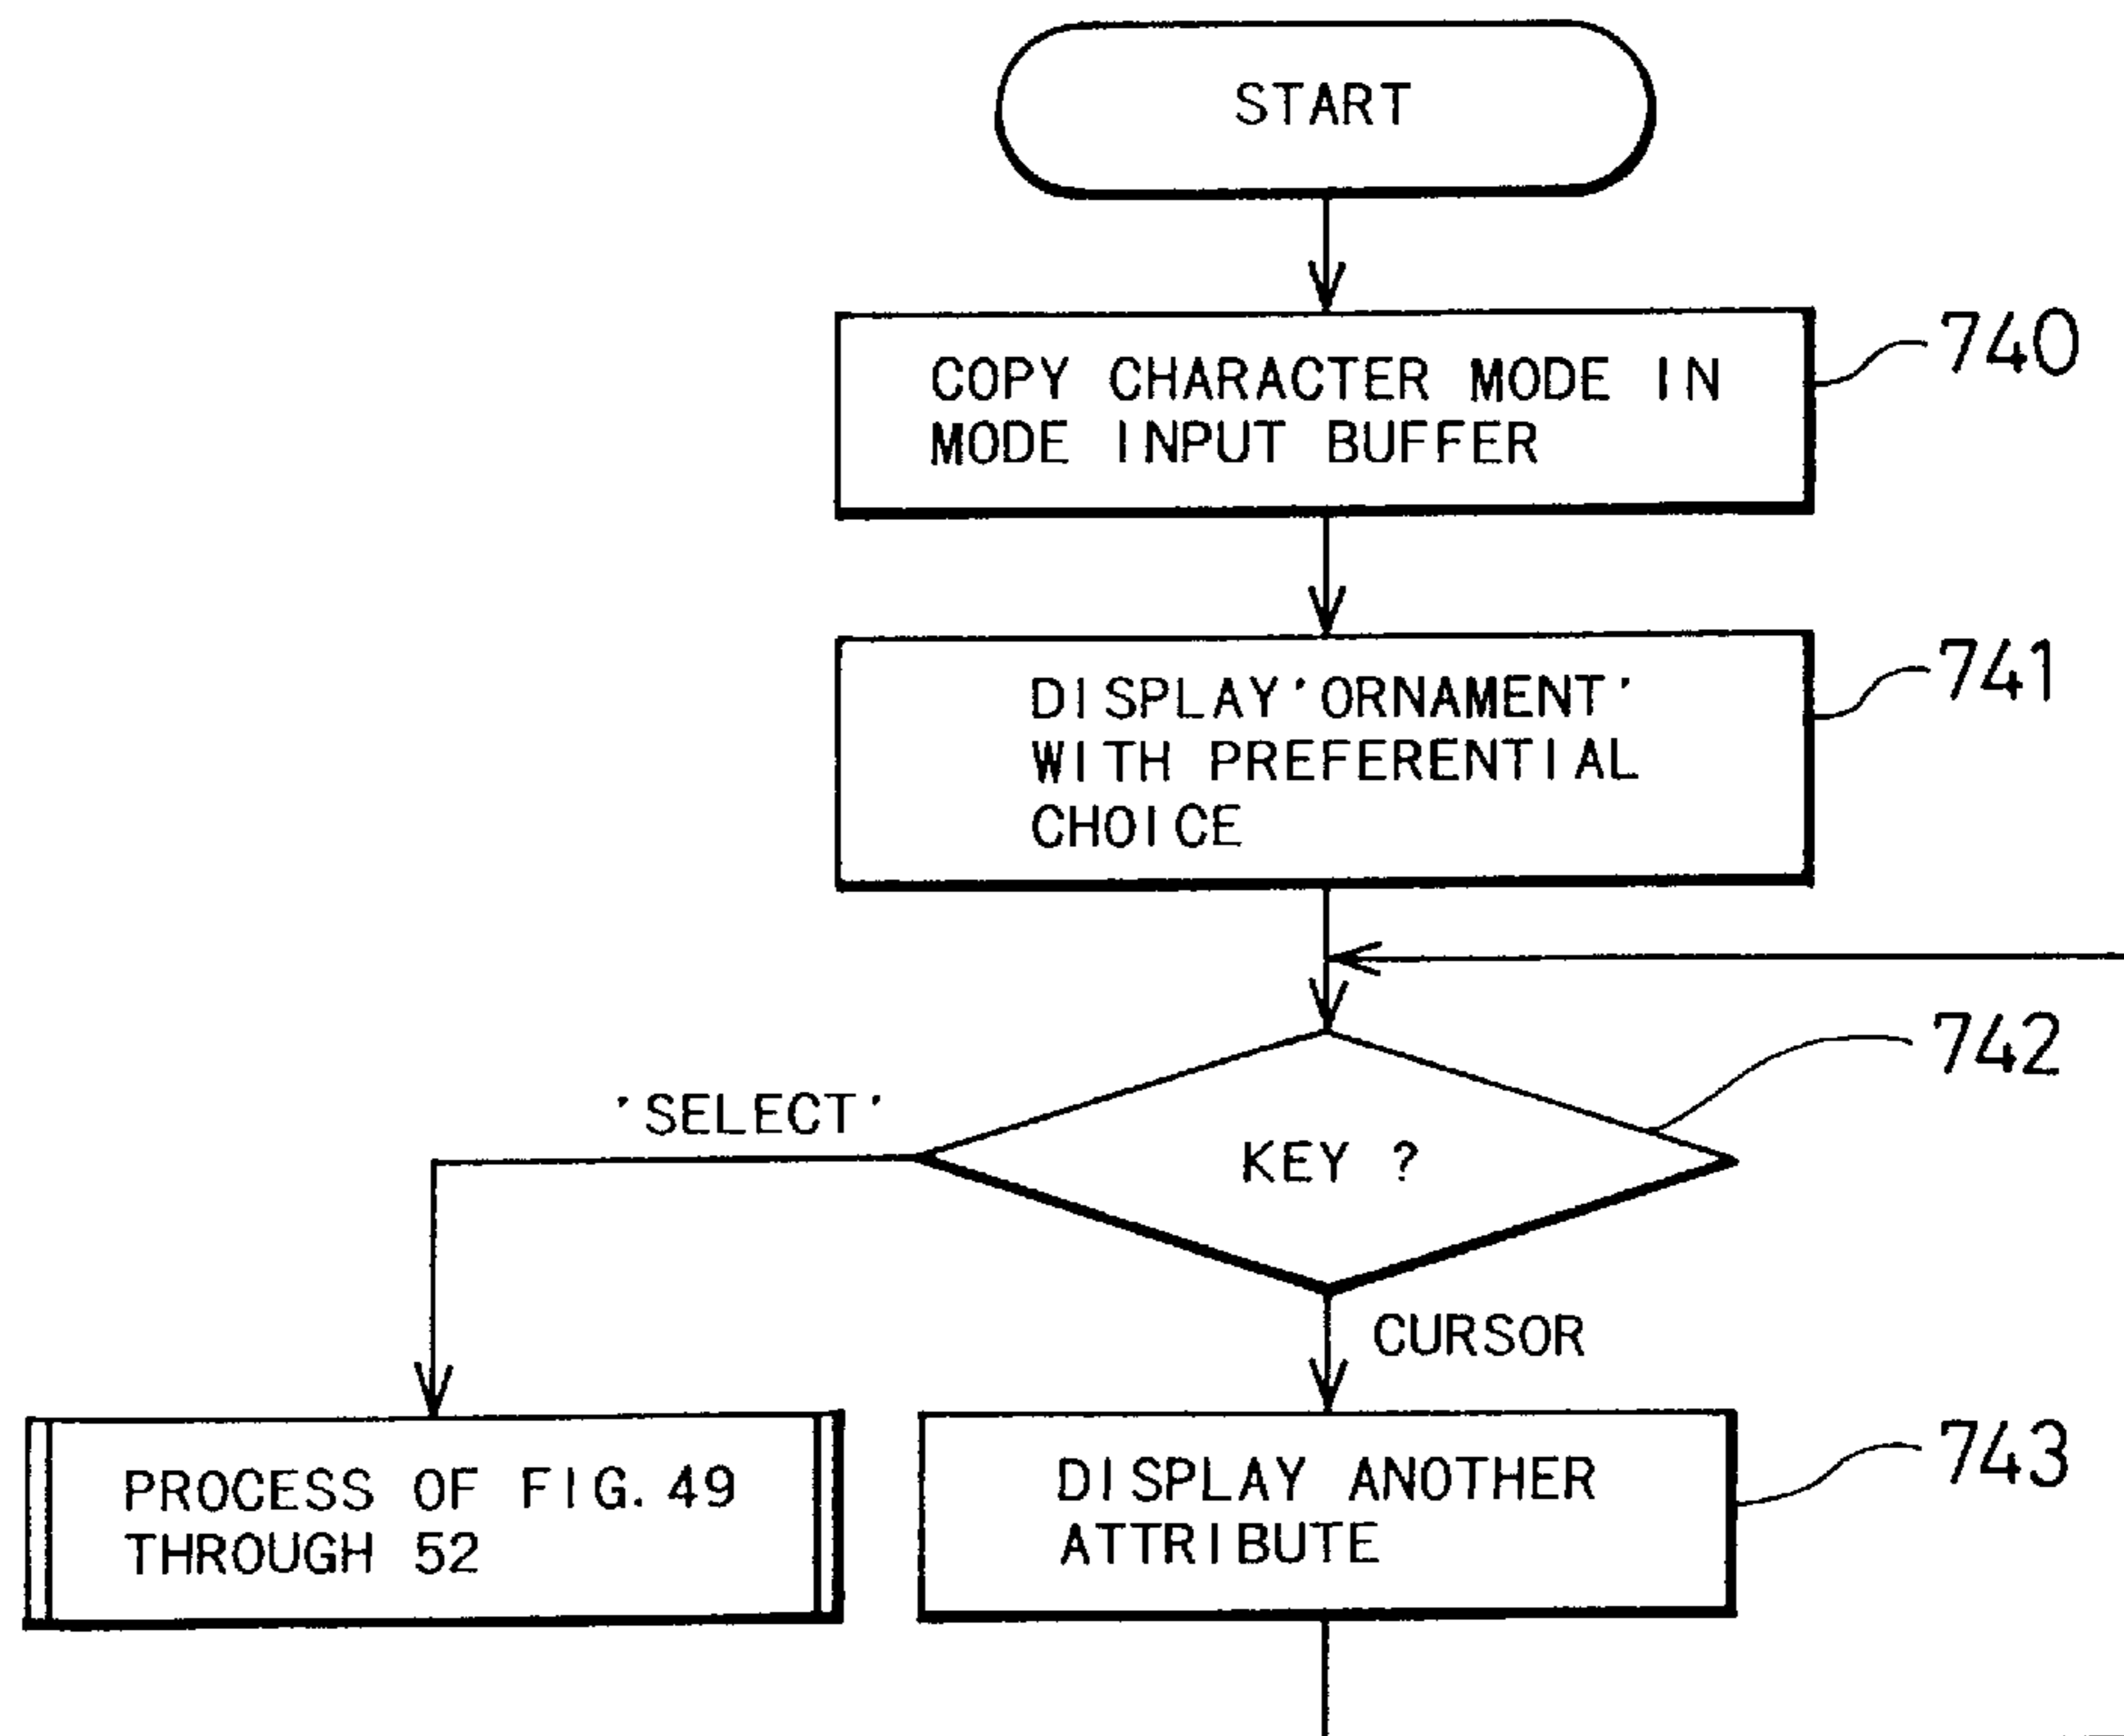 START
COPY CHARACTER MODE IN
MODE INPUT BUFFER
740
DISPLAY 'ORNAMENT'
WITH PREFERENTIAL
CHOICE
741
742
'SELECT'
KEY ?
CURSOR
PROCESS OF FIG. 49
THROUGH 52
DISPLAY ANOTHER
ATTRIBUTE
743